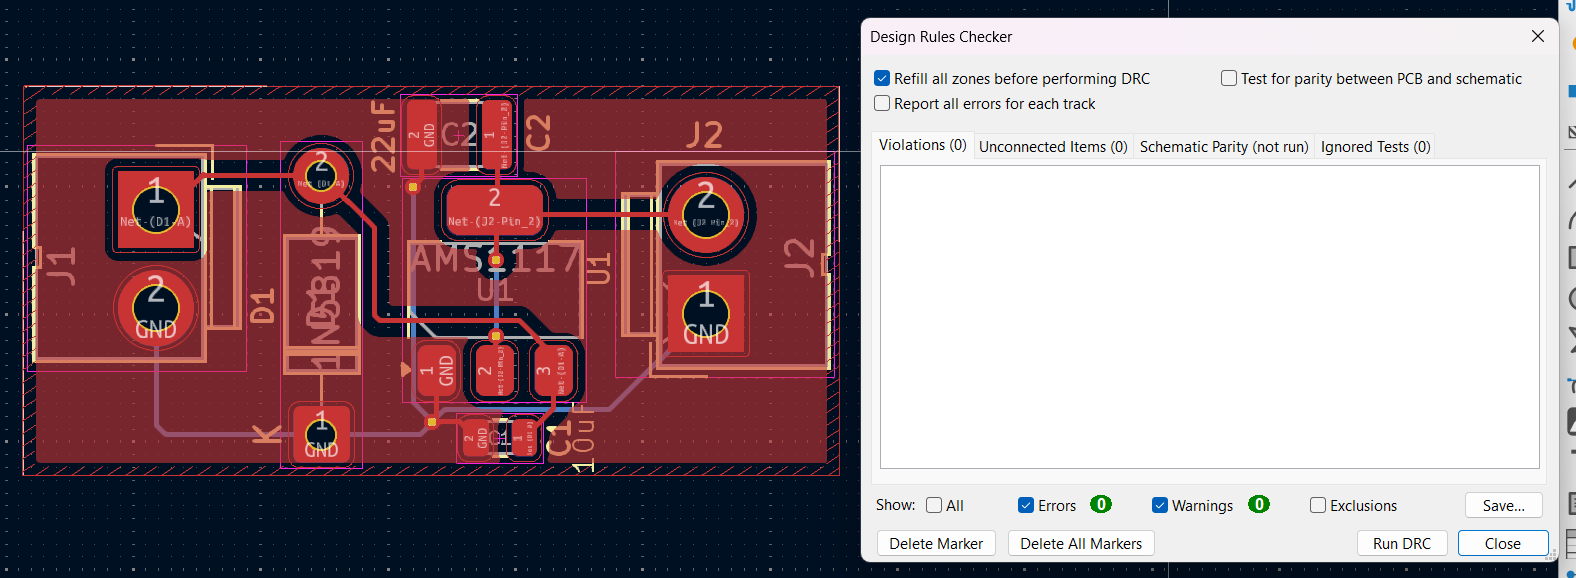 Design Rules Checker
Refill all zones before performing DRC
Test for parity between PCB and schematic
Report all errors for each track
Violations (0)
Unconnected Items (0)
Schematic Parity (not run)
Ignored Tests (0)
Show:
All
Errors
0
Warnings
0
Exclusions
Save...
Delete Marker
Delete All Markers
Run DRC
Close
22uF
2
GND
C2
1
Net-(J2-Pin_2)
C2
J2
1
Net-(D1-A)
2
Net-(D1-A)
2
Net-(J2-Pin_2)
2
Net-(J2-Pin_2)
J1
2
GND
D1
1N5819
AMS1117
U1
U1
J2
1
GND
1
GND
2
Net-(J2-Pin_2)
3
Net-(D1-A)
K
1
GND
2
GND
1
C1
10uF